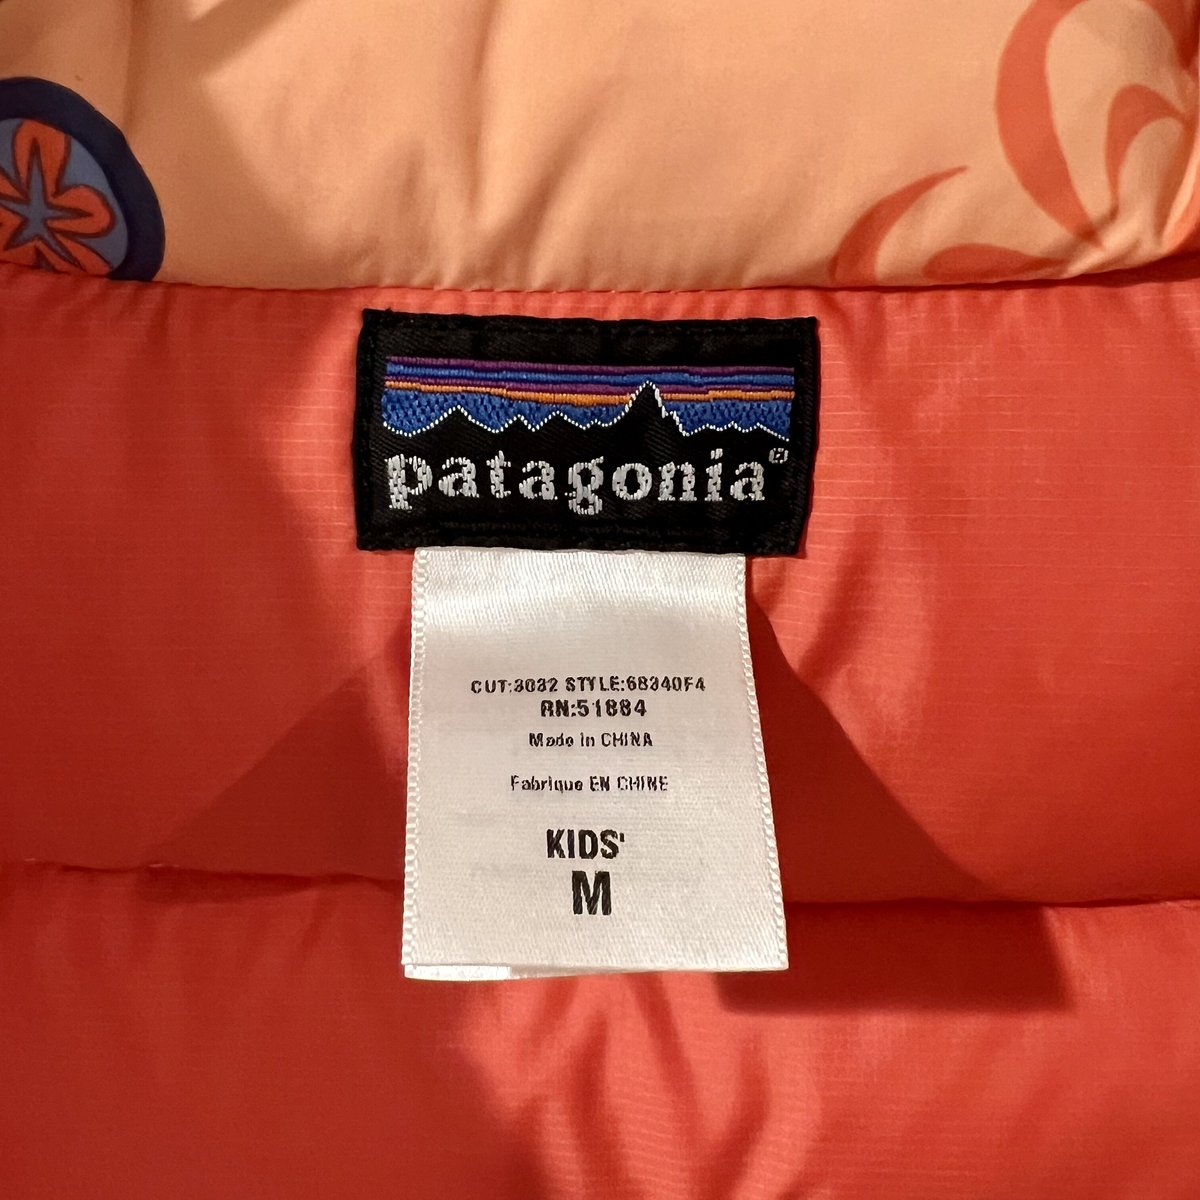 patagonia®
CUT:3032 STYLE:68340F4
RN:51884
Made in CHINA
Fabrique EN CHINE
KIDS'
M